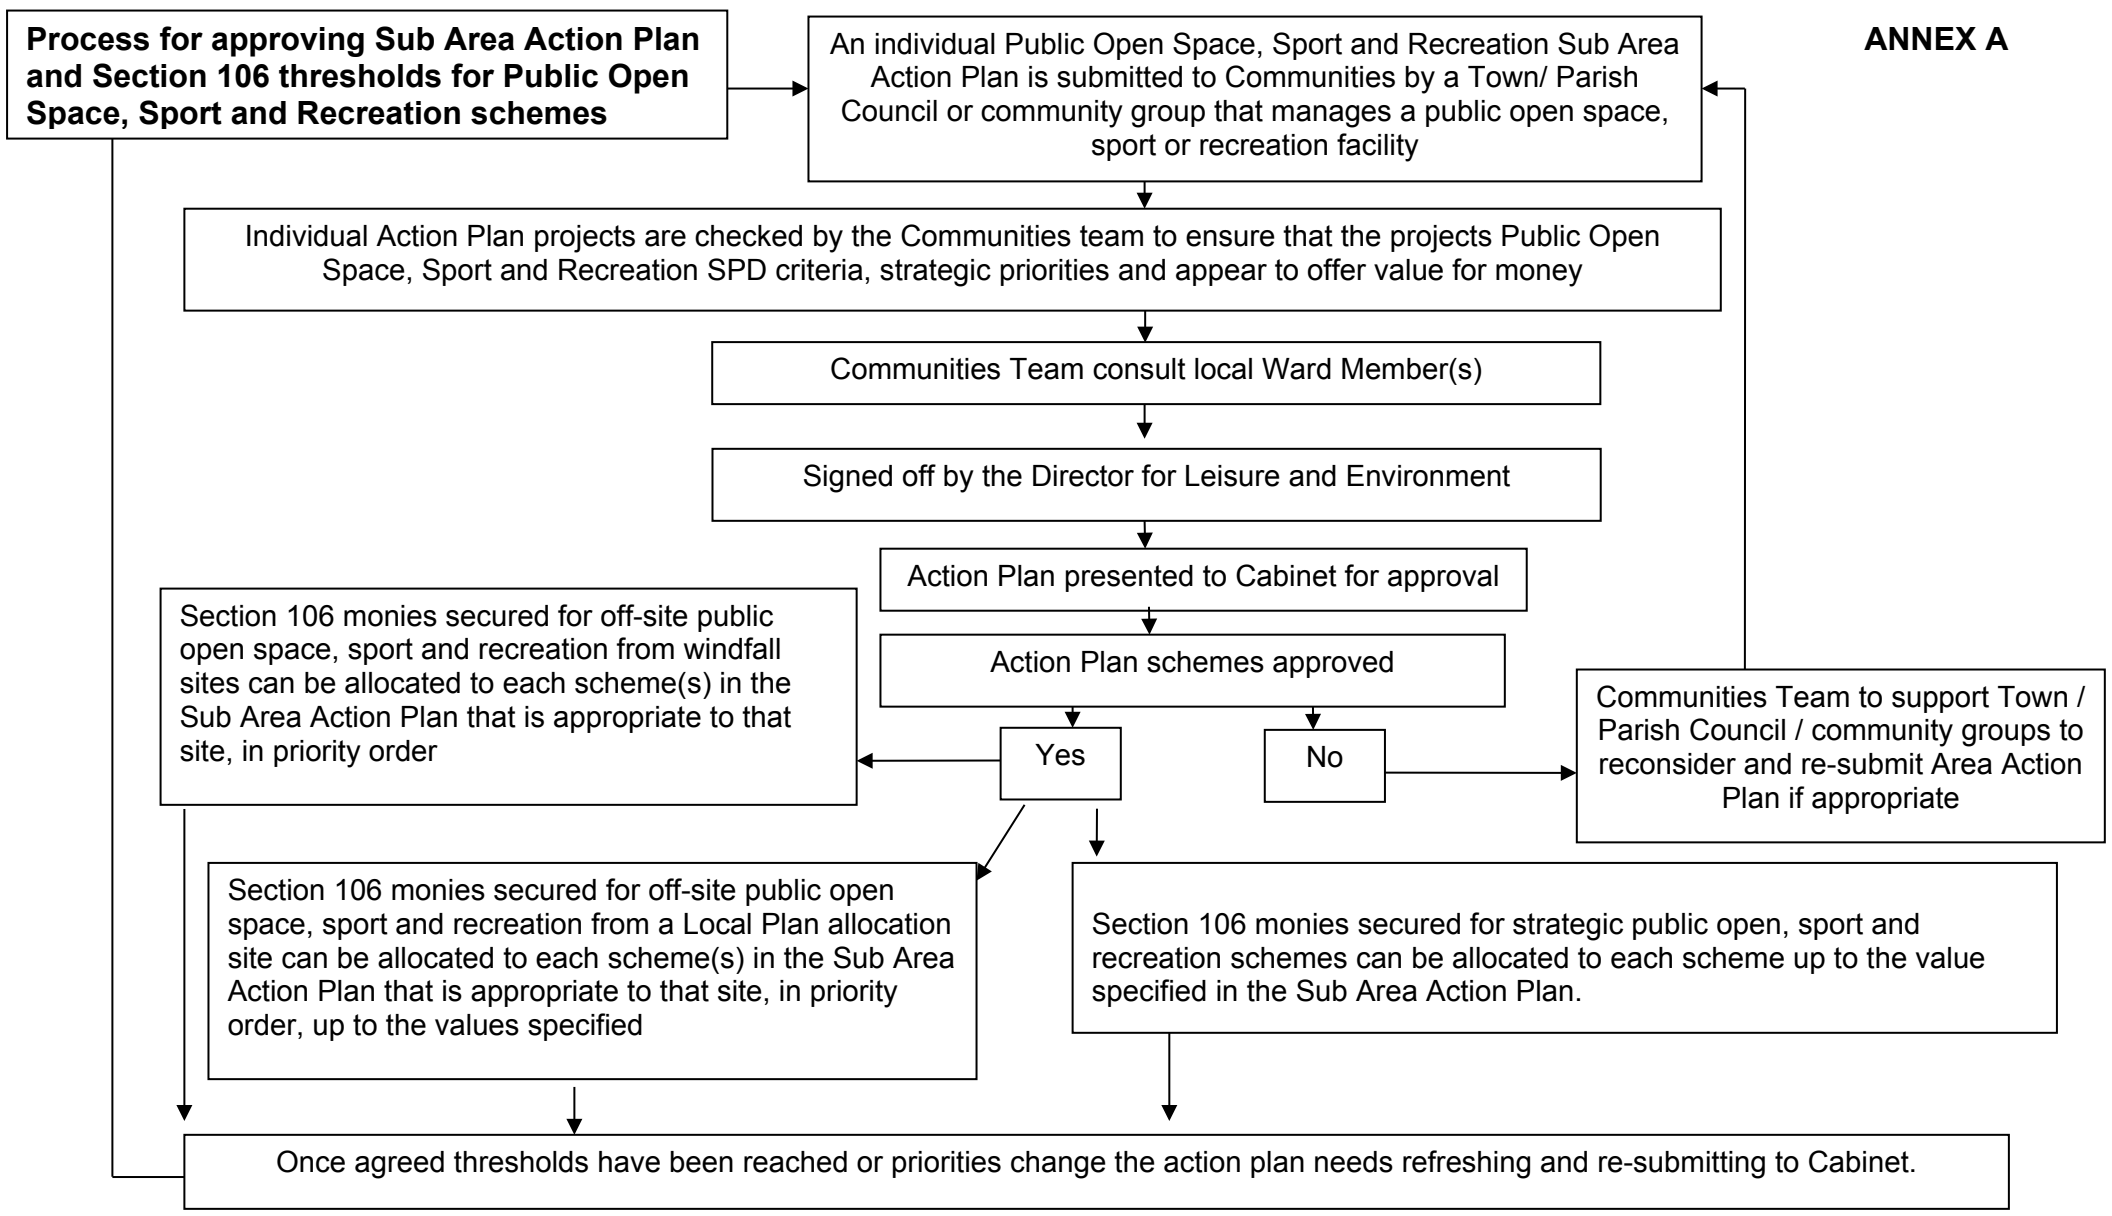 Process for approving Sub Area Action Plan
and Section 106 thresholds for Public Open
Space, Sport and Recreation schemes
An individual Public Open Space, Sport and Recreation Sub Area
Action Plan is submitted to Communities by a Town/ Parish
Council or community group that manages a public open space,
sport or recreation facility
ANNEX A
Individual Action Plan projects are checked by the Communities team to ensure that the projects Public Open
Space, Sport and Recreation SPD criteria, strategic priorities and appear to offer value for money
Communities Team consult local Ward Member(s)
Signed off by the Director for Leisure and Environment
Action Plan presented to Cabinet for approval
Action Plan schemes approved
Yes
No
Section 106 monies secured for off-site public
open space, sport and recreation from windfall
sites can be allocated to each scheme(s) in the
Sub Area Action Plan that is appropriate to that
site, in priority order
Communities Team to support Town /
Parish Council / community groups to
reconsider and re-submit Area Action
Plan if appropriate
Section 106 monies secured for off-site public open
space, sport and recreation from a Local Plan allocation
site can be allocated to each scheme(s) in the Sub Area
Action Plan that is appropriate to that site, in priority
order, up to the values specified
Section 106 monies secured for strategic public open, sport and
recreation schemes can be allocated to each scheme up to the value
specified in the Sub Area Action Plan.
Once agreed thresholds have been reached or priorities change the action plan needs refreshing and re-submitting to Cabinet.